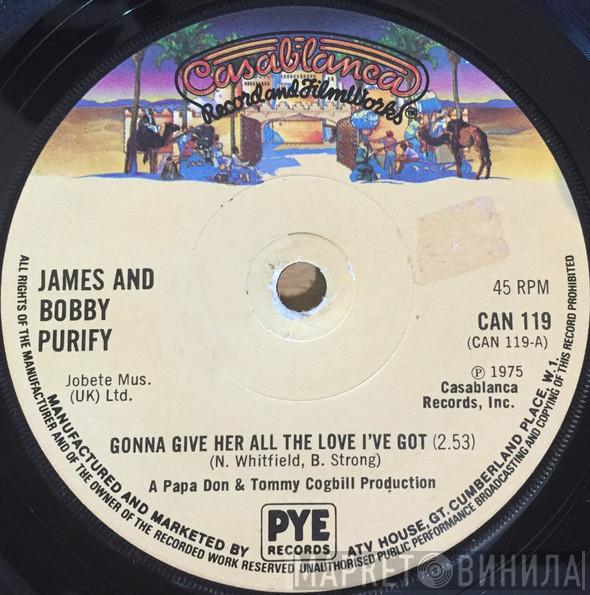 Casablanca
Record and FilmWorks®
JAMES AND
BOBBY
PURIFY
Jobete Mus.
(UK) Ltd.
45 RPM
CAN 119
(CAN 119-A)
℗ 1975
Casablanca
Records, Inc.
GONNA GIVE HER ALL THE LOVE I'VE GOT (2.53)
(N. Whitfield, B. Strong)
A Papa Don & Tommy Cogbill Production
PYE
RECORDS
MANUFACTURED AND MARKETED BY
ATV HOUSE, GT. CUMBERLAND PLACE, W.1.
ALL RIGHTS OF THE MANUFACTURER AND OF THE OWNER OF THE RECORDED WORK RESERVED UNAUTHORISED PUBLIC PERFORMANCE BROADCASTING AND COPYING OF THIS RECORD PROHIBITED
МАРКЕТ ВИНИЛА